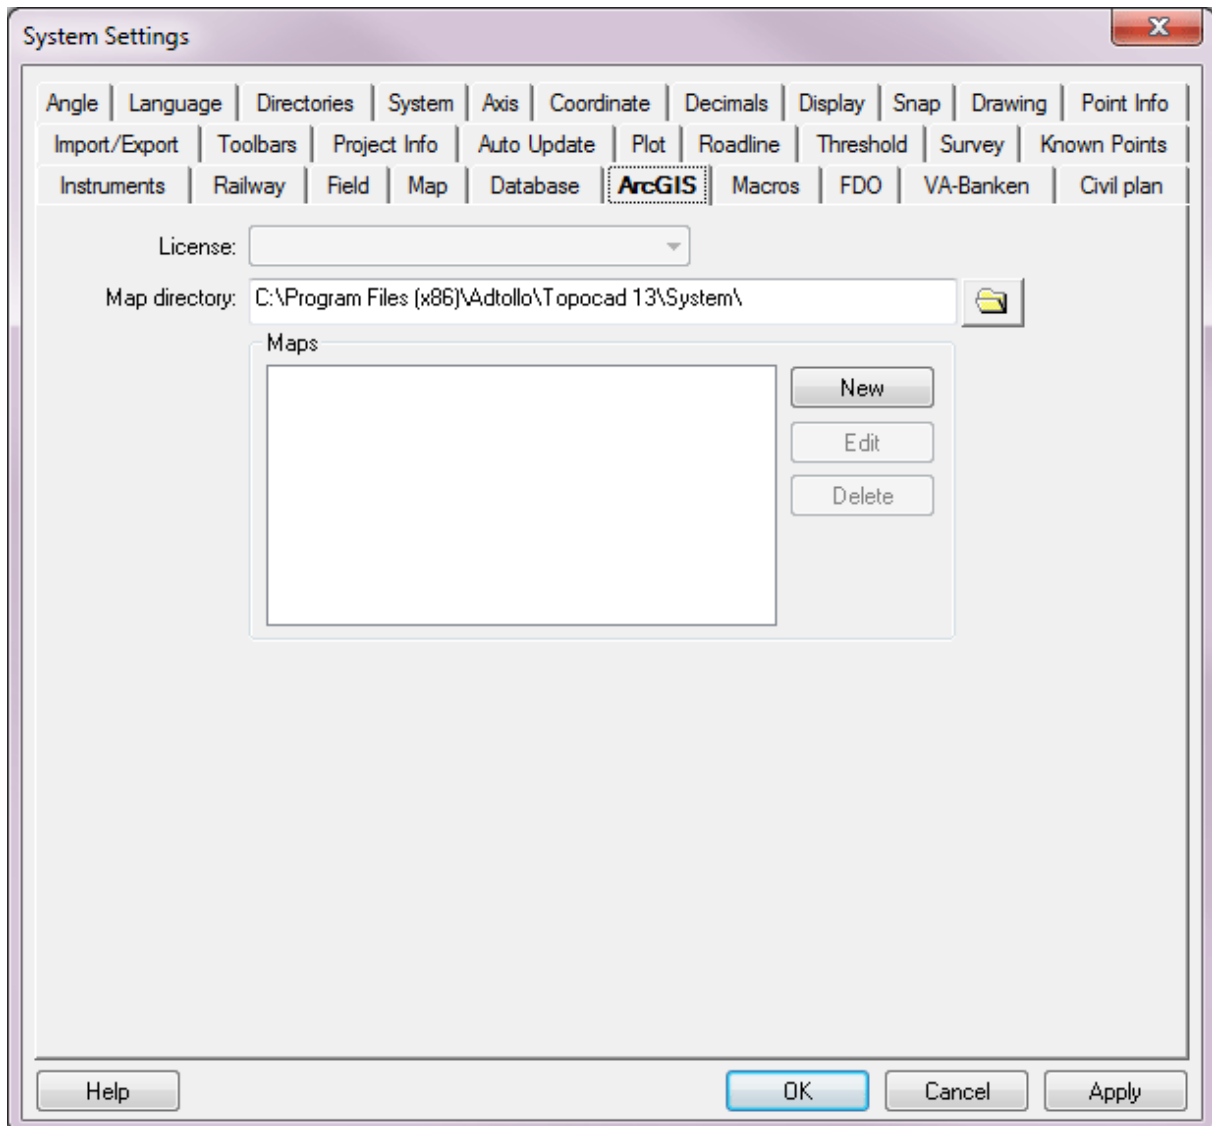 System Settings
Angle Language Directories System Axis Coordinate Decimals Display Snap Drawing Point Info
Import/Export Toolbars Project Info Auto Update Plot Roadline Threshold Survey Known Points
Instruments Railway Field Map Database ArcGIS Macros FDO VA-Banken Civil plan
License:
Map directory: C:\Program Files (x86)\Adtollo\Topocad 13\System\
Maps
New
Edit
Delete
Help OK Cancel Apply